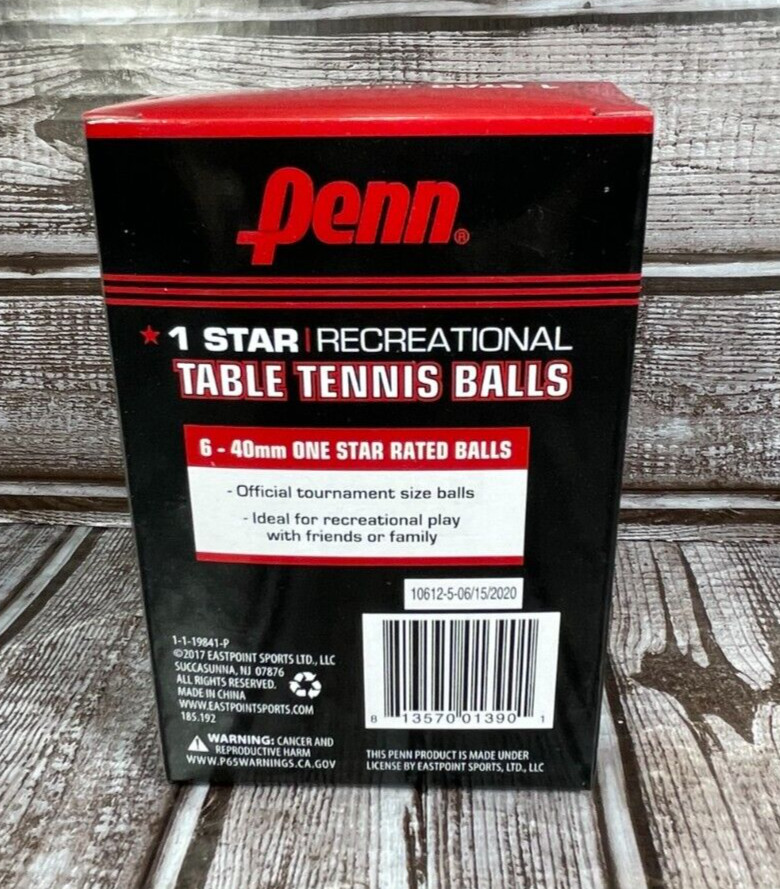 Penn®
★ 1 STAR | RECREATIONAL
TABLE TENNIS BALLS
6 - 40mm ONE STAR RATED BALLS
- Official tournament size balls
- Ideal for recreational play
with friends or family
10612-5-06/15/2020
1-1-19841-P
©2017 EASTPOINT SPORTS LTD., LLC
SUCCASUNNA, NJ 07876
ALL RIGHTS RESERVED.
MADE IN CHINA
WWW.EASTPOINTSPORTS.COM
185.192
8 13570 01390 1
WARNING: CANCER AND
REPRODUCTIVE HARM
WWW.P65WARNINGS.CA.GOV
THIS PENN PRODUCT IS MADE UNDER
LICENSE BY EASTPOINT SPORTS, LTD., LLC